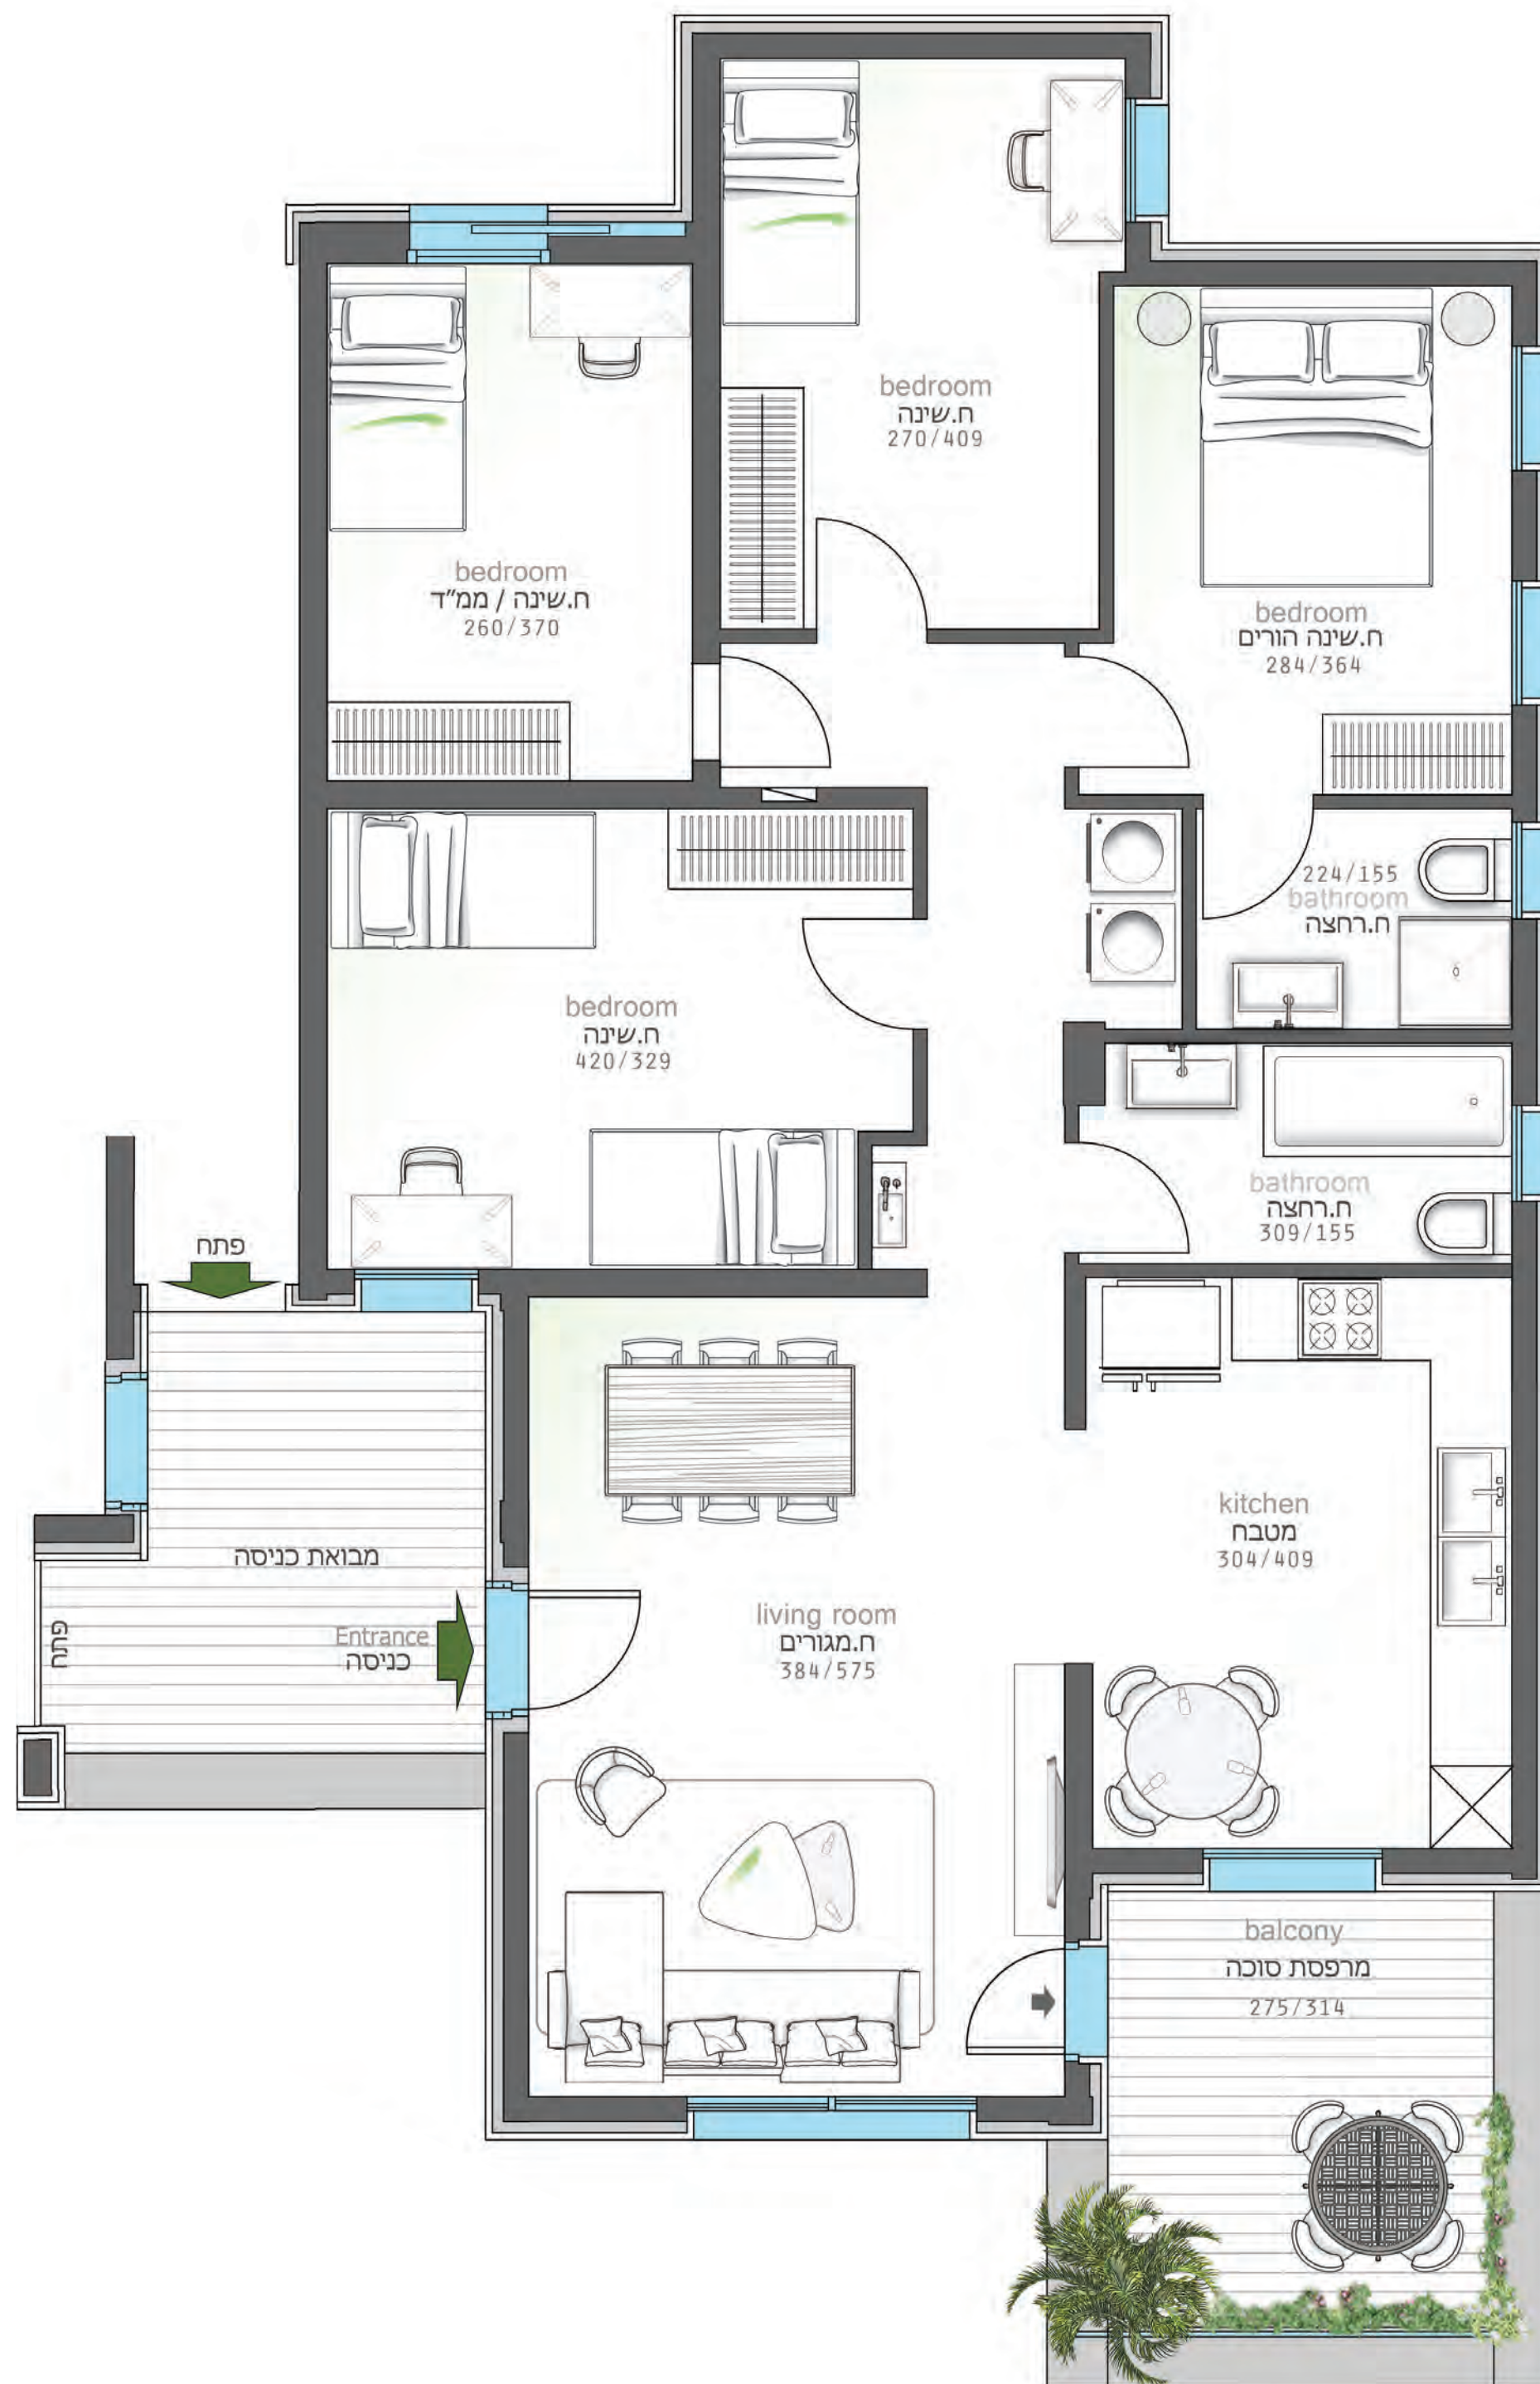 bedroom
ח.שינה
270/409
bedroom
ח.שינה / ממ"ד
260/370
bedroom
ח.שינה הורים
284/364
224/155
bathroom
ח.רחצה
bedroom
ח.שינה
420/329
bathroom
ח.רחצה
309/155
פתח
kitchen
מטבח
304/409
מבואת כניסה
living room
ח.מגורים
384/575
פתח
Entrance
כניסה
balcony
מרפסת סוכה
275/314